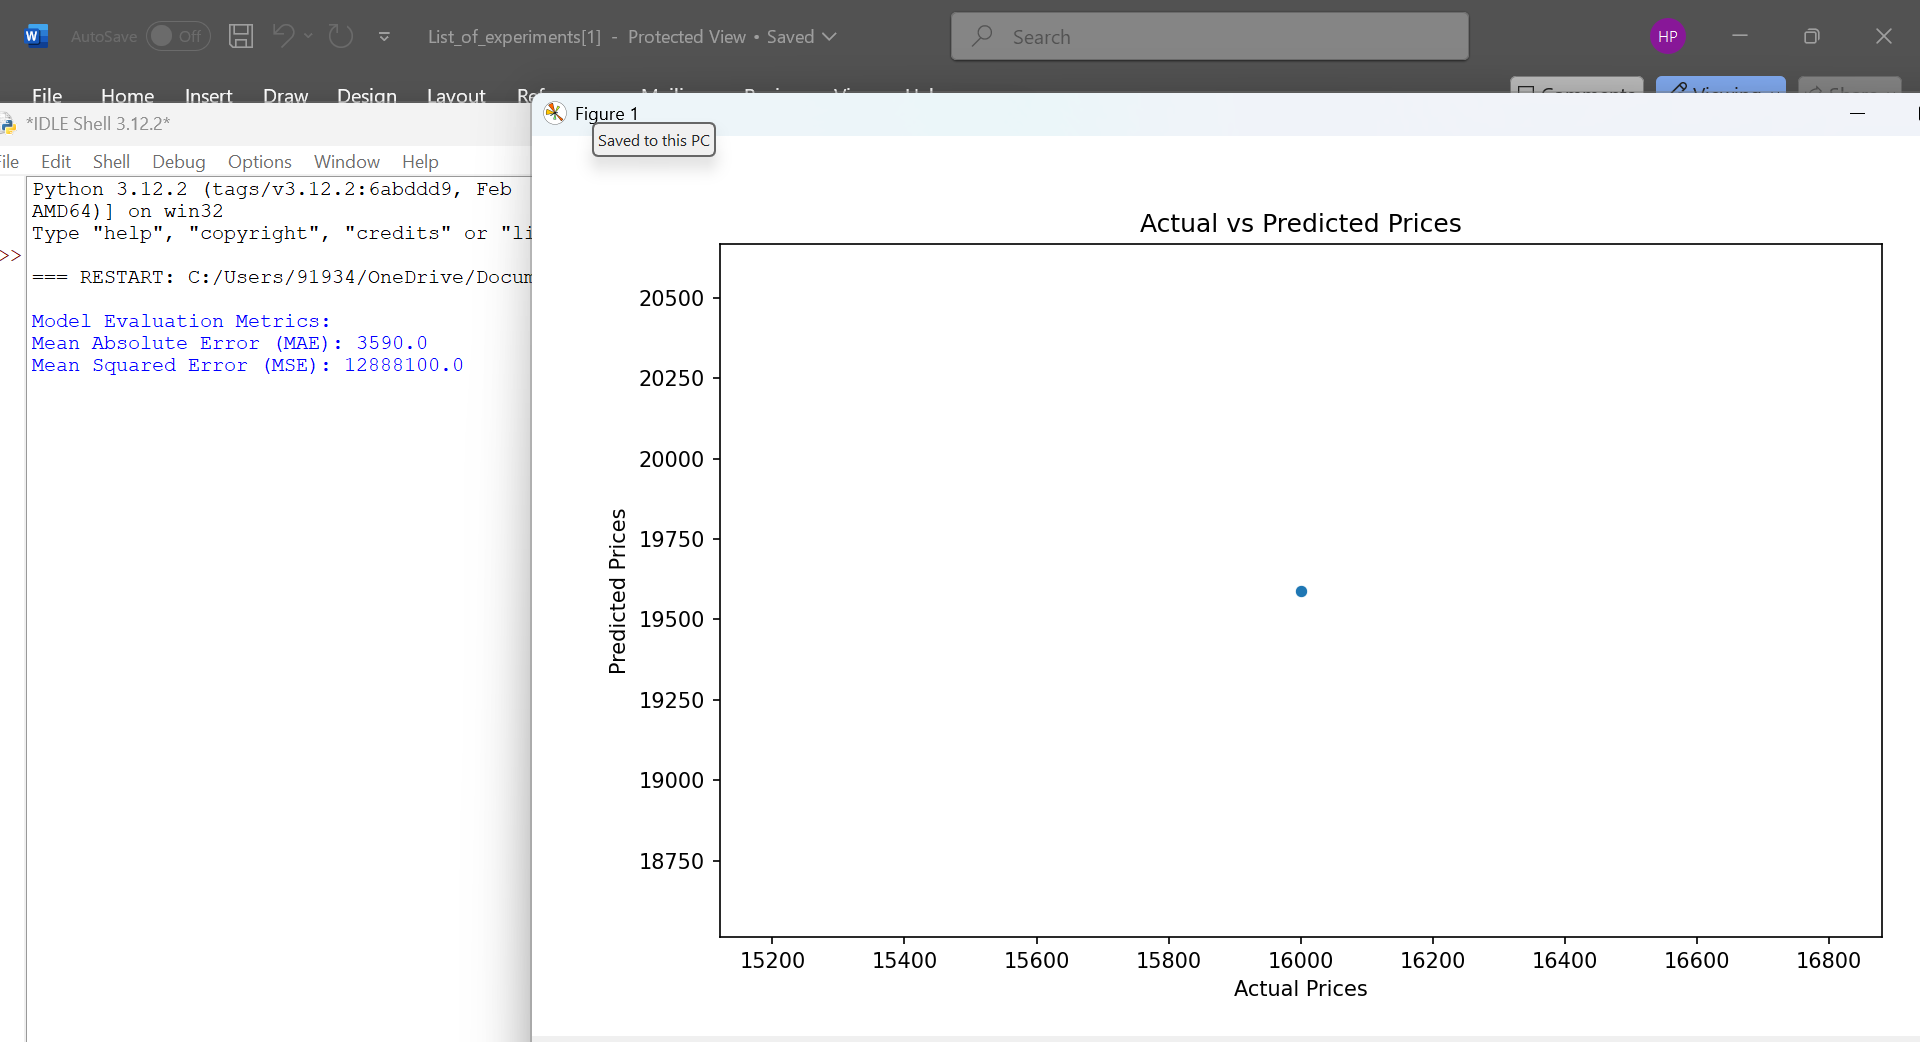 AutoSave Off List_of_experiments[1] - Protected View • Saved Search HP
File Home Insert Draw Design Layout
*IDLE Shell 3.12.2*
Figure 1
Saved to this PC
Edit Shell Debug Options Window Help
Python 3.12.2 (tags/v3.12.2:6abddd9, Feb
AMD64)] on win32
Type "help", "copyright", "credits" or "li
>>
=== RESTART: C:/Users/91934/OneDrive/Docum
Model Evaluation Metrics:
Mean Absolute Error (MAE): 3590.0
Mean Squared Error (MSE): 12888100.0
Actual vs Predicted Prices
20500
20250
20000
19750
19500
19250
19000
18750
Predicted Prices
15200 15400 15600 15800 16000 16200 16400 16600 16800
Actual Prices